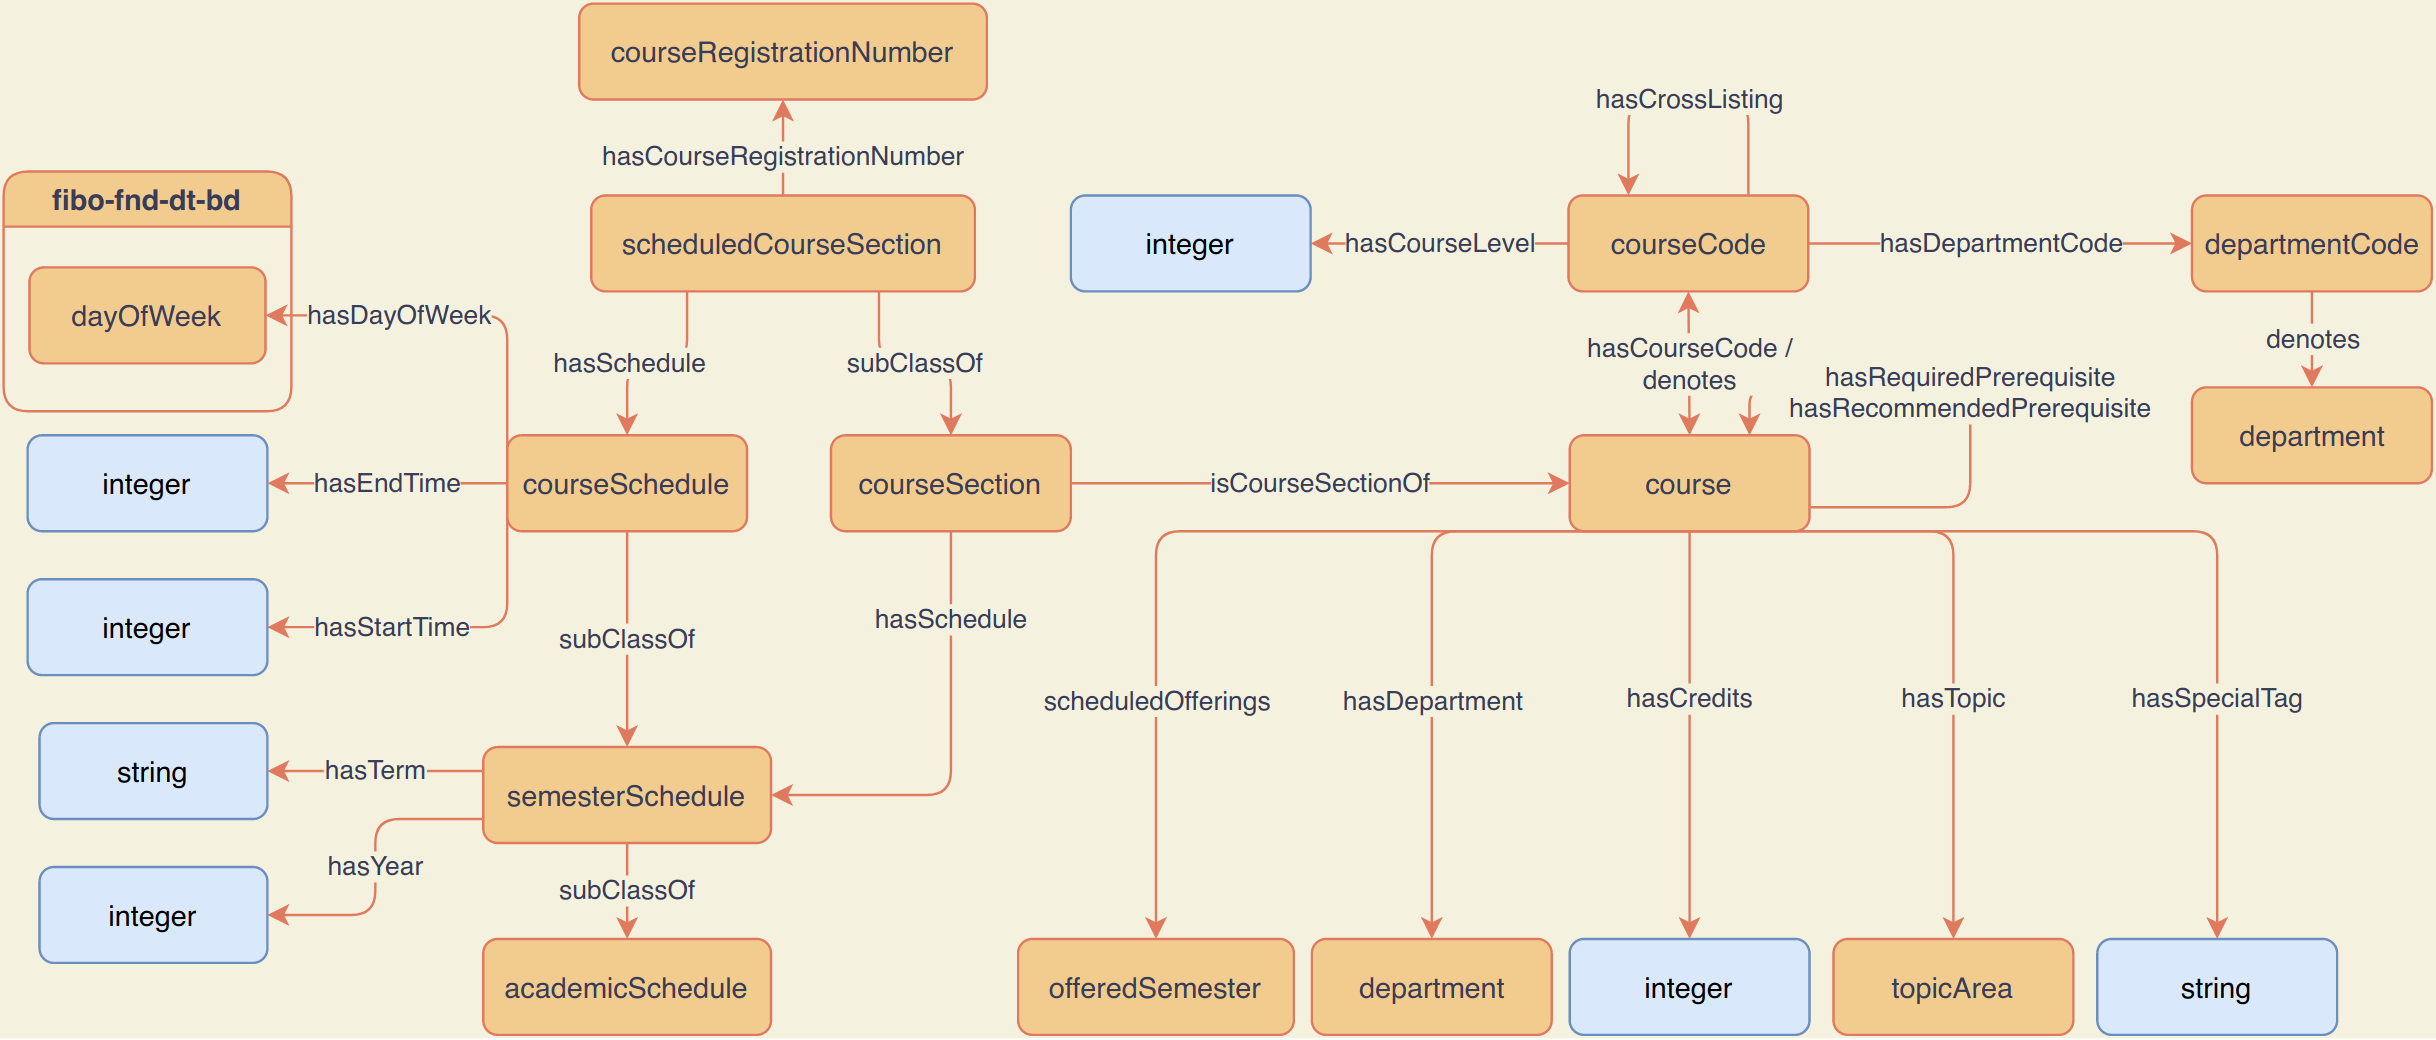 courseRegistrationNumber
hasCrossListing
hasCourseRegistrationNumber
fibo-fnd-dt-bd
scheduledCourseSection
integer
hasCourseLevel
courseCode
hasDepartmentCode
departmentCode
dayOfWeek
hasDayOfWeek
hasSchedule
subClassOf
hasCourseCode /
denotes
hasRequiredPrerequisite
hasRecommendedPrerequisite
denotes
department
integer
hasEndTime
courseSchedule
courseSection
isCourseSectionOf
course
integer
hasStartTime
subClassOf
hasSchedule
scheduledOfferings
hasDepartment
hasCredits
hasTopic
hasSpecialTag
string
hasTerm
semesterSchedule
hasYear
integer
subClassOf
academicSchedule
offeredSemester
department
integer
topicArea
string